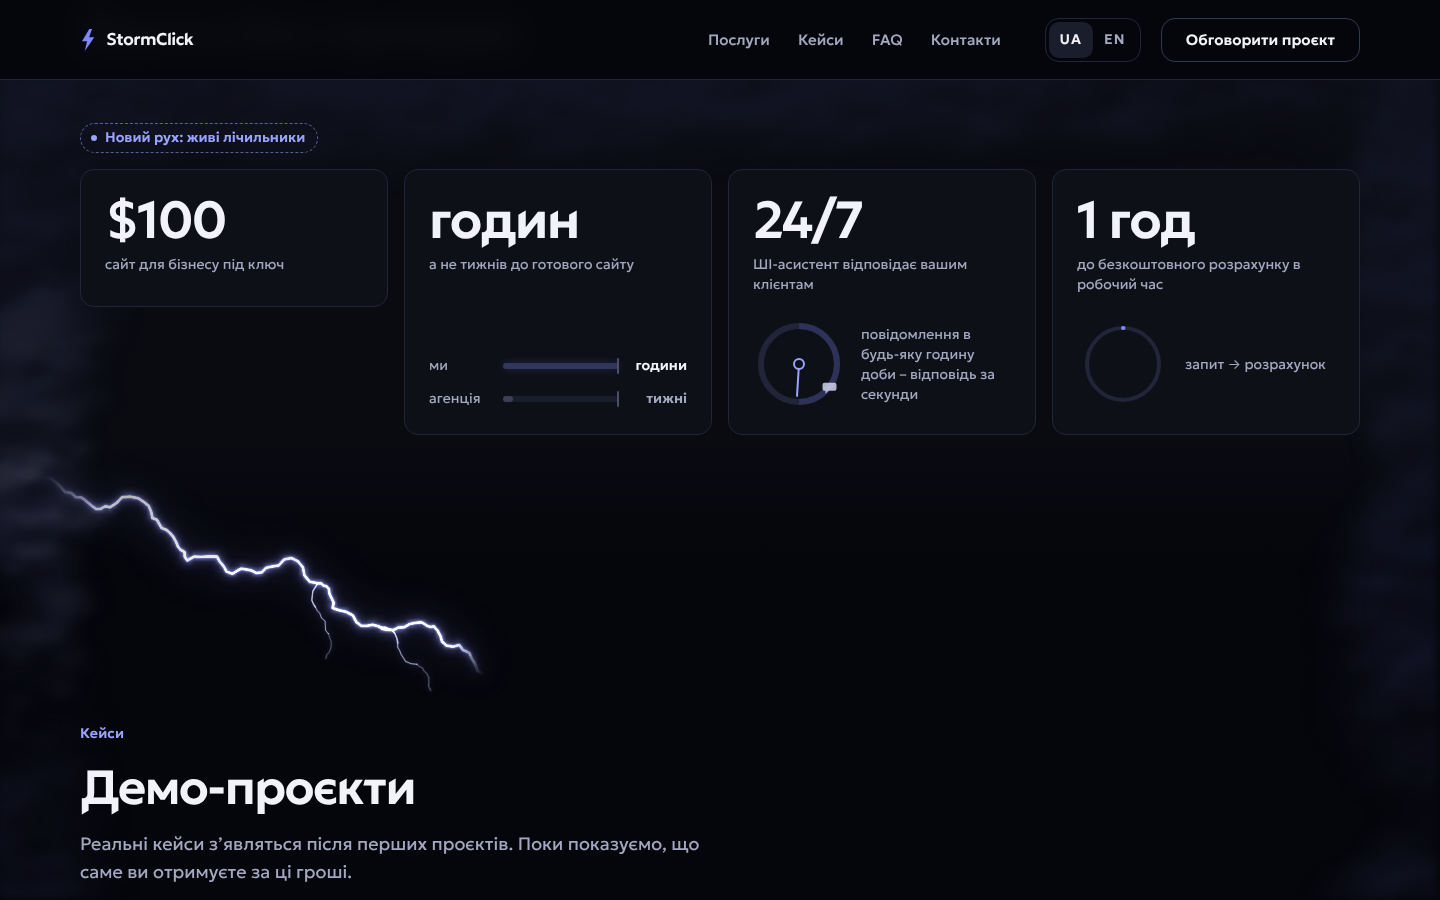 StormClick
Послуги
Кейси
FAQ
Контакти
UA
EN
Обговорити проєкт
Новий рух: живі лічильники
$100
сайт для бізнесу під ключ
годин
а не тижнів до готового сайту
ми
години
агенція
тижні
24/7
ШІ-асистент відповідає вашим
клієнтам
повідомлення в
будь-яку годину
доби – відповідь за
секунди
1 год
до безкоштовного розрахунку в
робочий час
запит → розрахунок
Кейси
Демо-проєкти
Реальні кейси зʼявляться після перших проєктів. Поки показуємо, що
саме ви отримуєте за ці гроші.